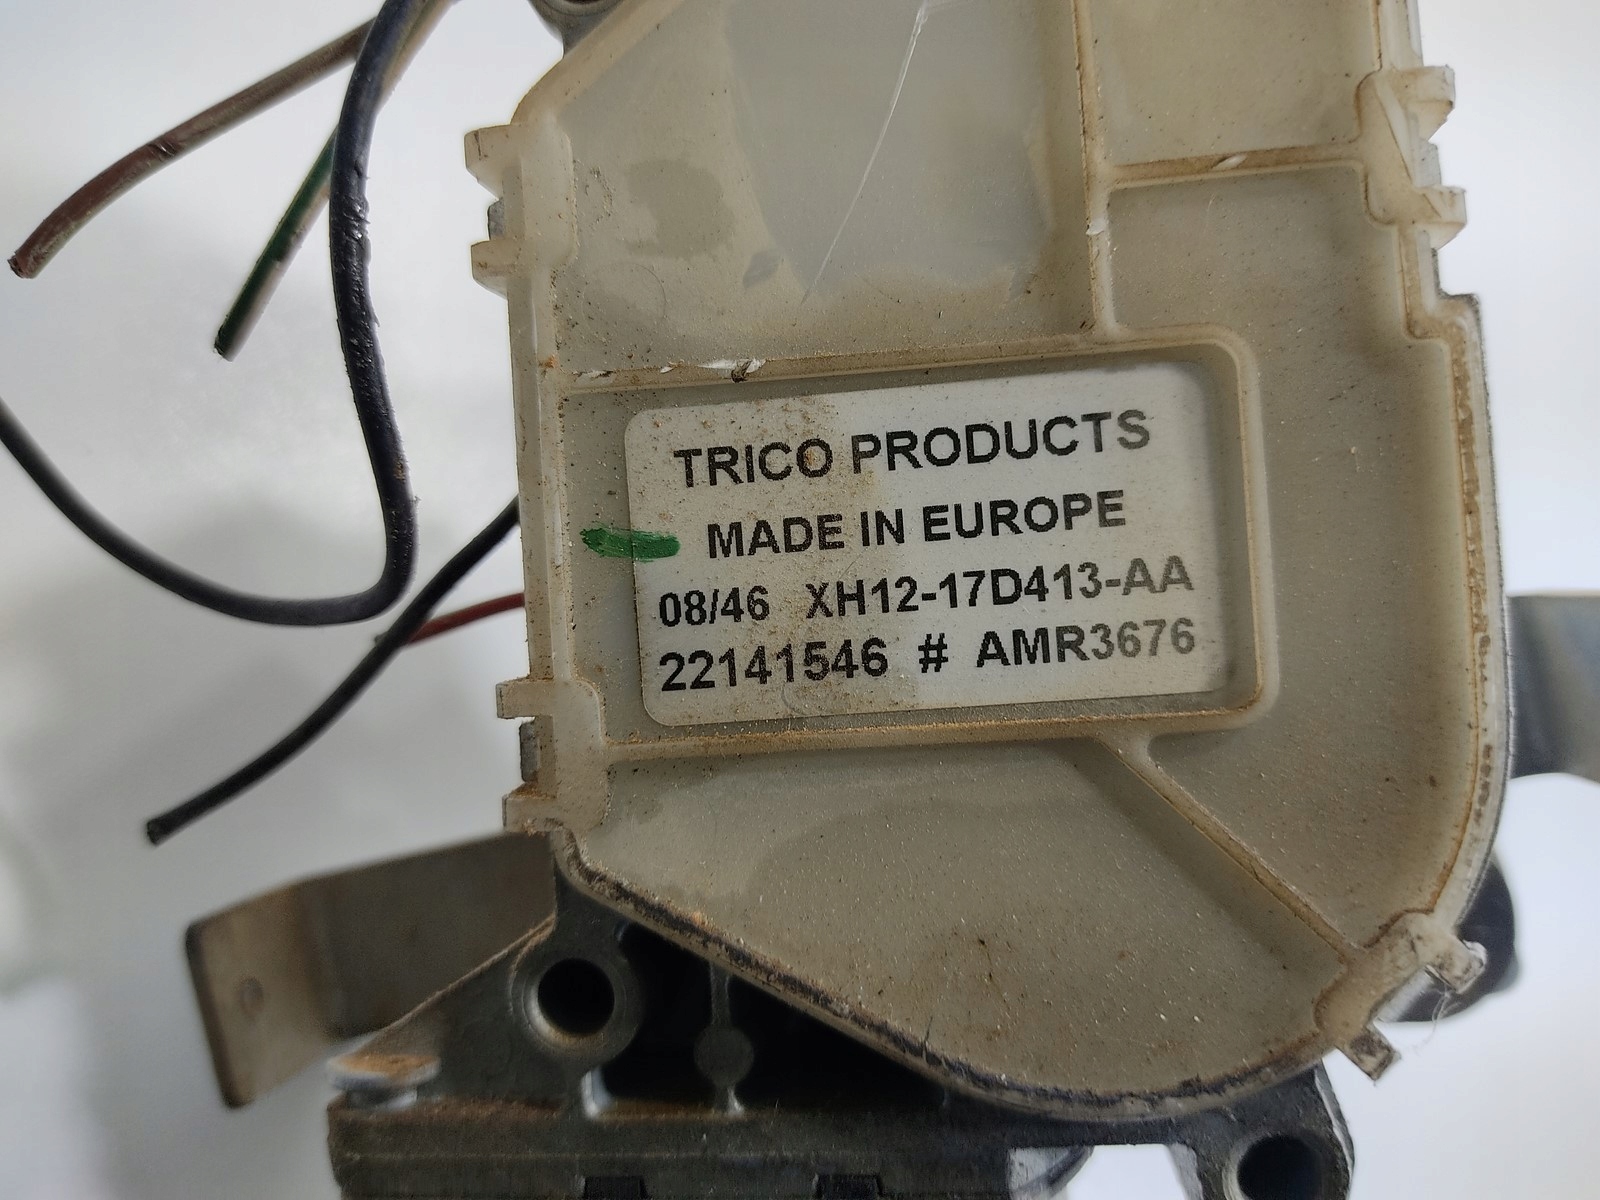 TRICO PRODUCTS
MADE IN EUROPE
08/46 XH12-17D413-AA
22141546 # AMR3676